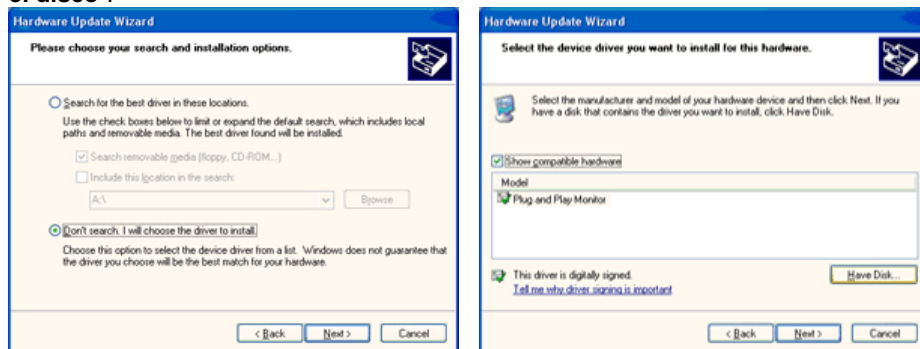 Hardware Update Wizard
Please choose your search and installation options.
Search for the best driver in these locations.
Use the check boxes below to limit or expand the default search, which includes local
paths and removable media. The best driver found will be installed.
Search removable media (floppy, CD-ROM...)
Include this location in the search:
A:\
Browse
Don't search. I will choose the driver to install.
Choose this option to select the device driver from a list. Windows does not guarantee that
the driver you choose will be the best match for your hardware.
< Back
Next >
Cancel
Hardware Update Wizard
Select the device driver you want to install for this hardware.
Select the manufacturer and model of your hardware device and then click Next. If you
have a disk that contains the driver you want to install, click Have Disk.
Show compatible hardware
Model
Plug and Play Monitor
This driver is digitally signed.
Tell me why driver signing is important
Have Disk...
< Back
Next >
Cancel